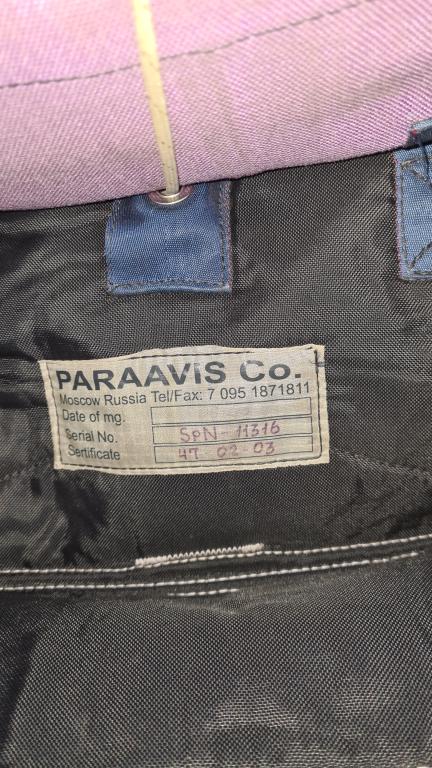 PARAAVIS Co.
Moscow Russia Tel/Fax: 7 095 1871811
Date of mg.
Serial No. SpN-11316
Sertificate 47 02-03